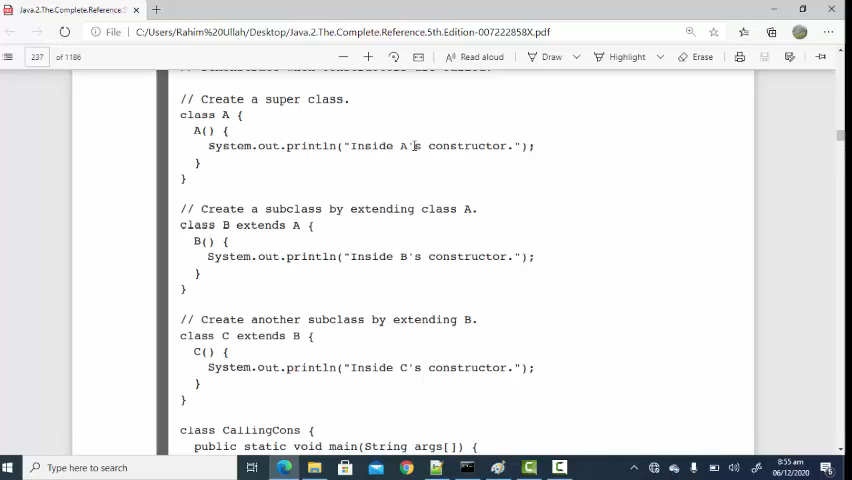 Java.2.The.Complete.Reference.5
File
C:/Users/Rahim%20Ullah/Desktop/Java.2.The.Complete.Reference.5th.Edition-007222858X.pdf
237 of 1186
Read aloud
Draw
Highlight
Erase
// Create a super class.
class A {
A() {
System.out.println("Inside A's constructor.");
}
}
// Create a subclass by extending class A.
class B extends A {
B() {
System.out.println("Inside B's constructor.");
}
}
// Create another subclass by extending B.
class C extends B {
C() {
System.out.println("Inside C's constructor.");
}
}
class CallingCons {
public static void main(String args[]) {
Type here to search
8:55 am
06/12/2020